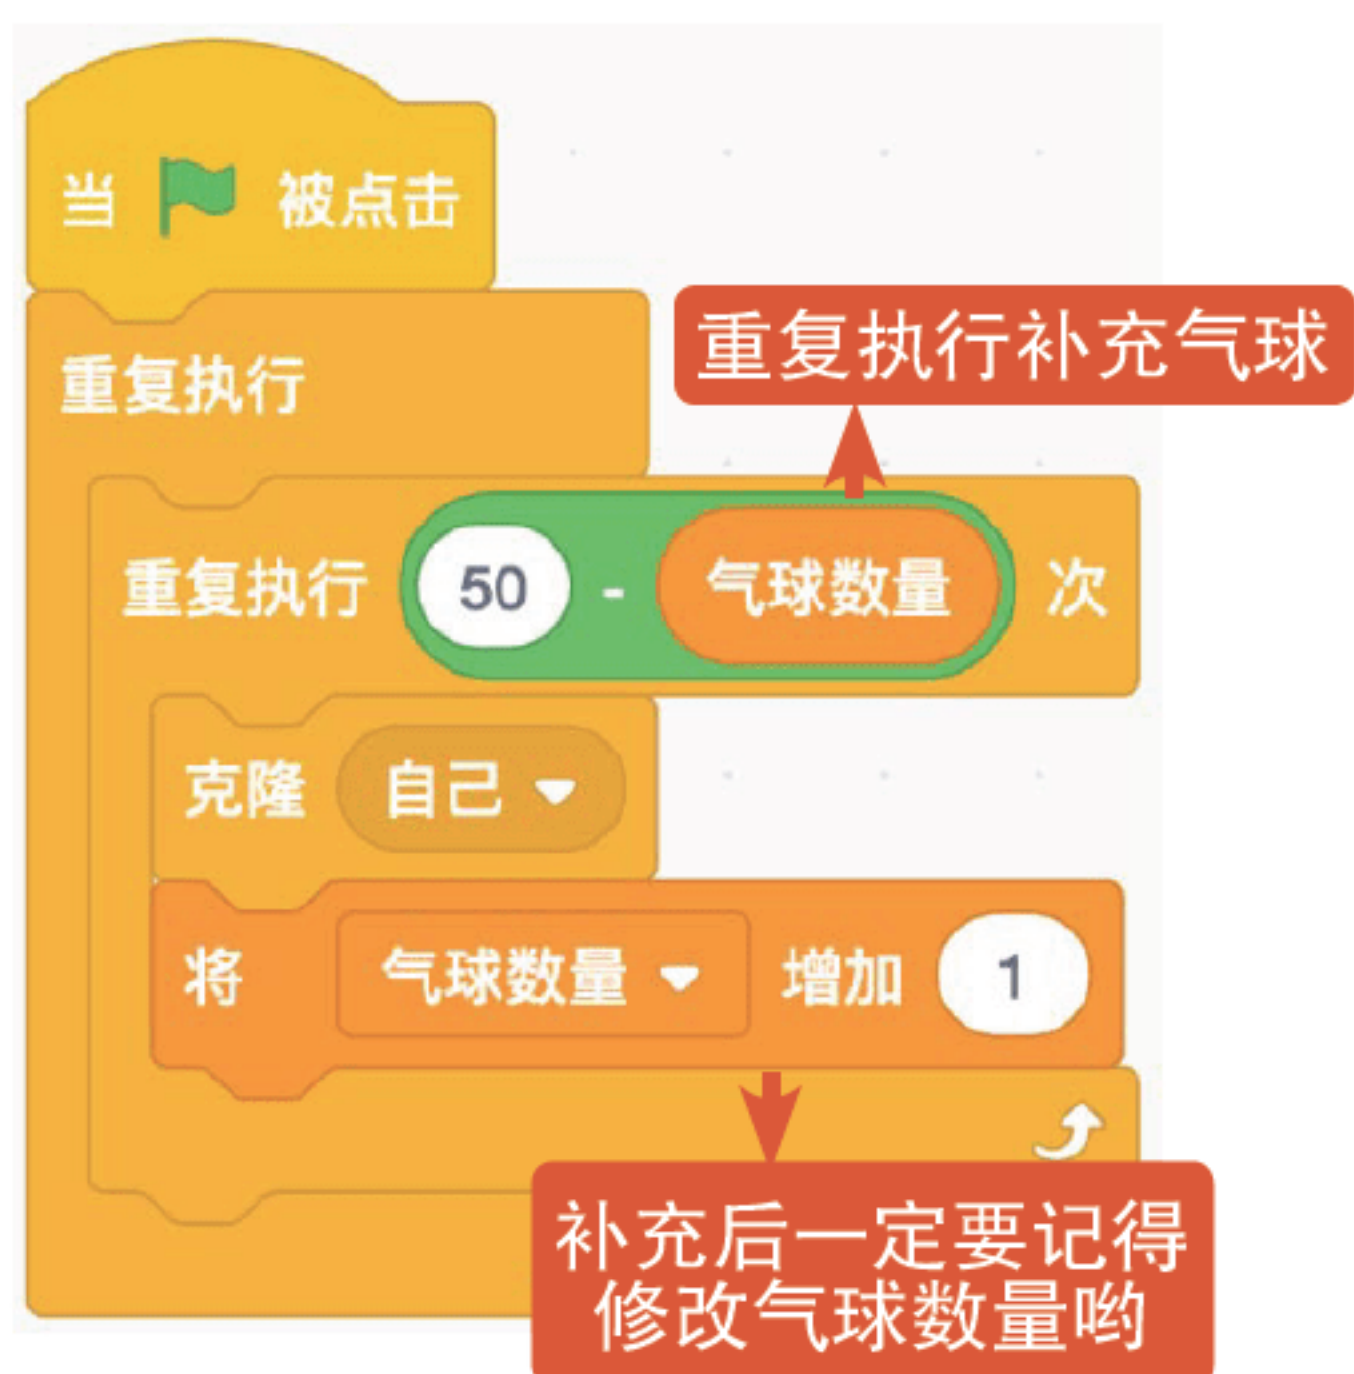 当 被点击
重复执行
重复执行补充气球
重复执行 50 - 气球数量 次
克隆 自己
将 气球数量 增加 1
补充后一定要记得
修改气球数量哟